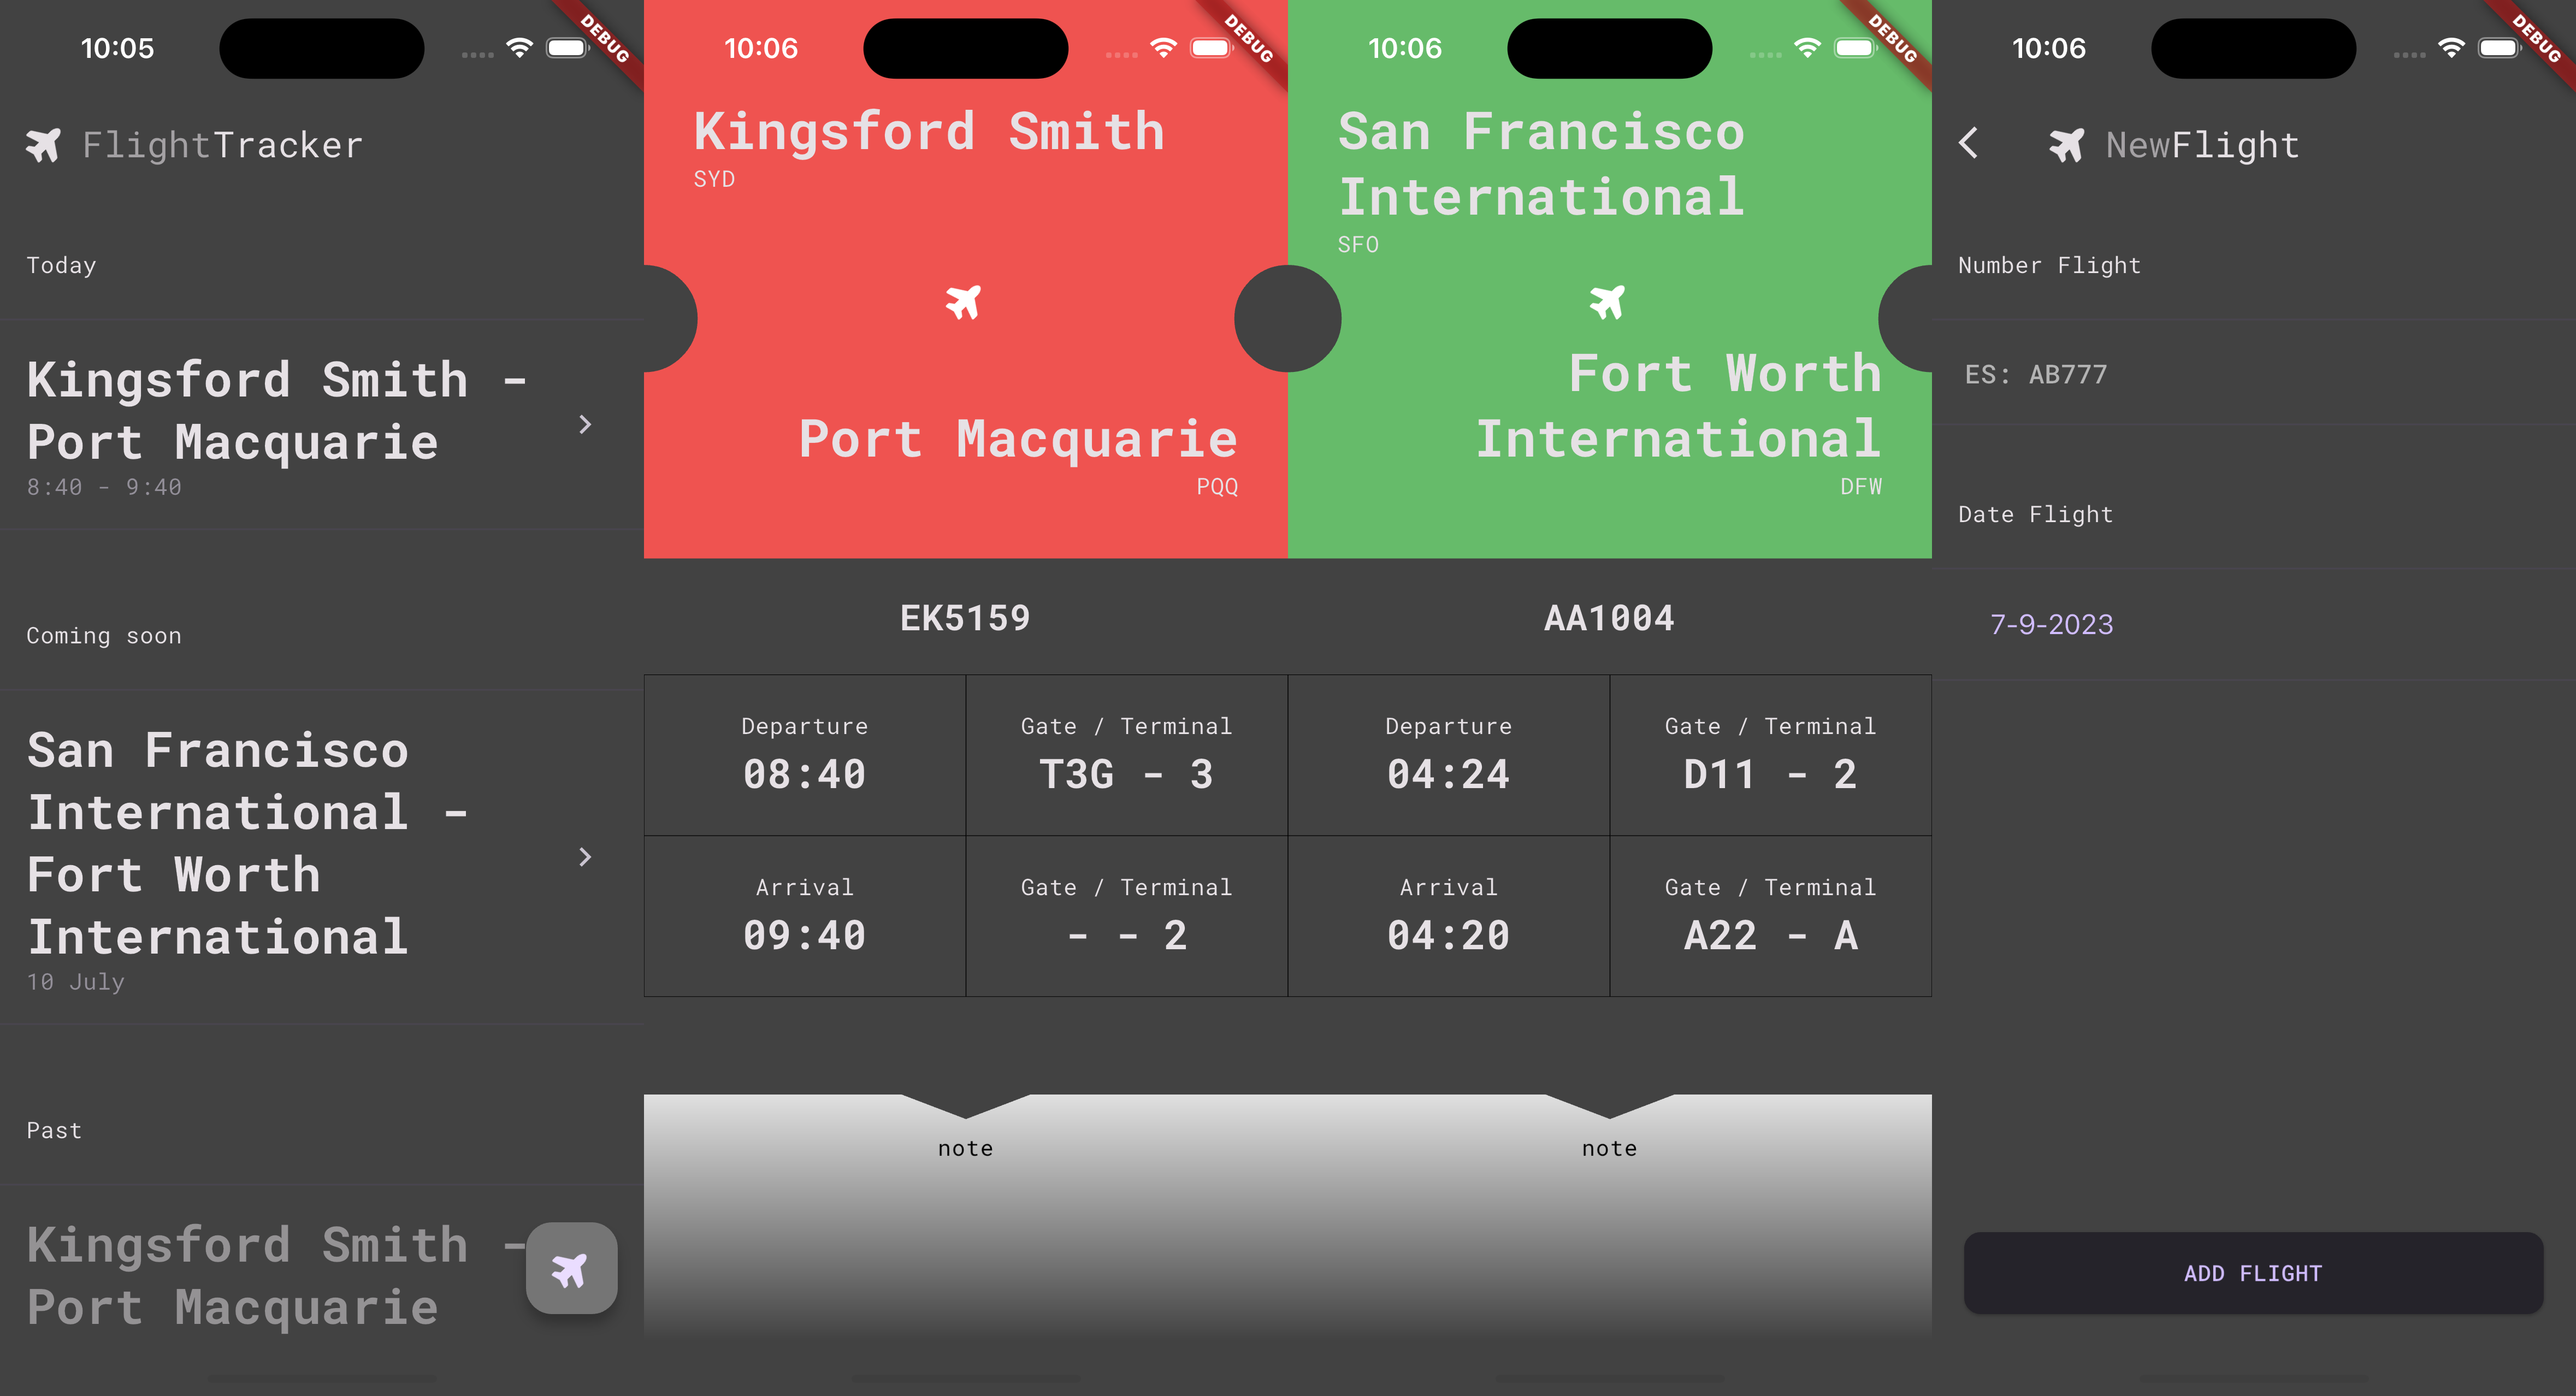 10:05
DEBUG
FlightTracker
Today
Kingsford Smith -
Port Macquarie
8:40 - 9:40
Coming soon
San Francisco
International -
Fort Worth
International
10 July
Past
Kingsford Smith -
Port Macquarie
10:06
DEBUG
Kingsford Smith
SYD
Port Macquarie
PQQ
EK5159
Departure
08:40
Gate / Terminal
T3G - 3
Arrival
09:40
Gate / Terminal
- - 2
note
10:06
DEBUG
San Francisco
International
SFO
Fort Worth
International
DFW
AA1004
Departure
04:24
Gate / Terminal
D11 - 2
Arrival
04:20
Gate / Terminal
A22 - A
note
10:06
DEBUG
NewFlight
Number Flight
ES: AB777
Date Flight
7-9-2023
ADD FLIGHT